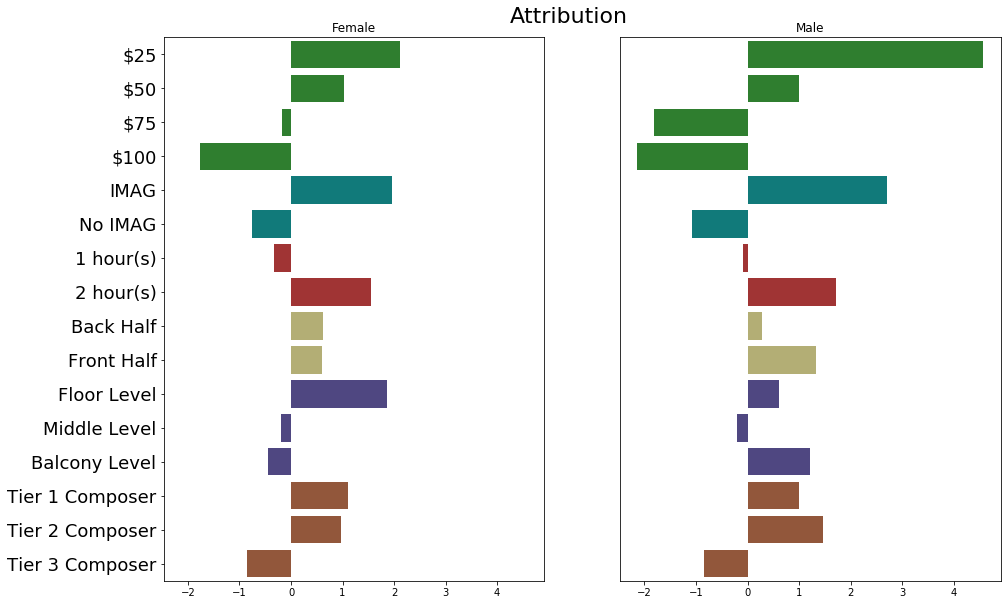 Attribution
Female
Male
$25
$50
$75
$100
IMAG
No IMAG
1 hour(s)
2 hour(s)
Back Half
Front Half
Floor Level
Middle Level
Balcony Level
Tier 1 Composer
Tier 2 Composer
Tier 3 Composer
−2 −1 0 1 2 3 4
−2 −1 0 1 2 3 4